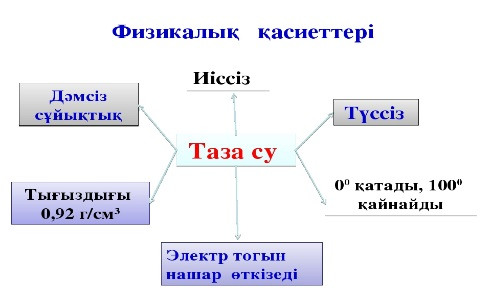 Физикалық қасиеттері
Иіссіз
Дәмсіз
сұйықтық
Түссіз
Таза су
Тығыздығы
0,92 г/см³
0⁰ қатады, 100⁰
қайнайды
Электр тоғын
нашар өткізеді